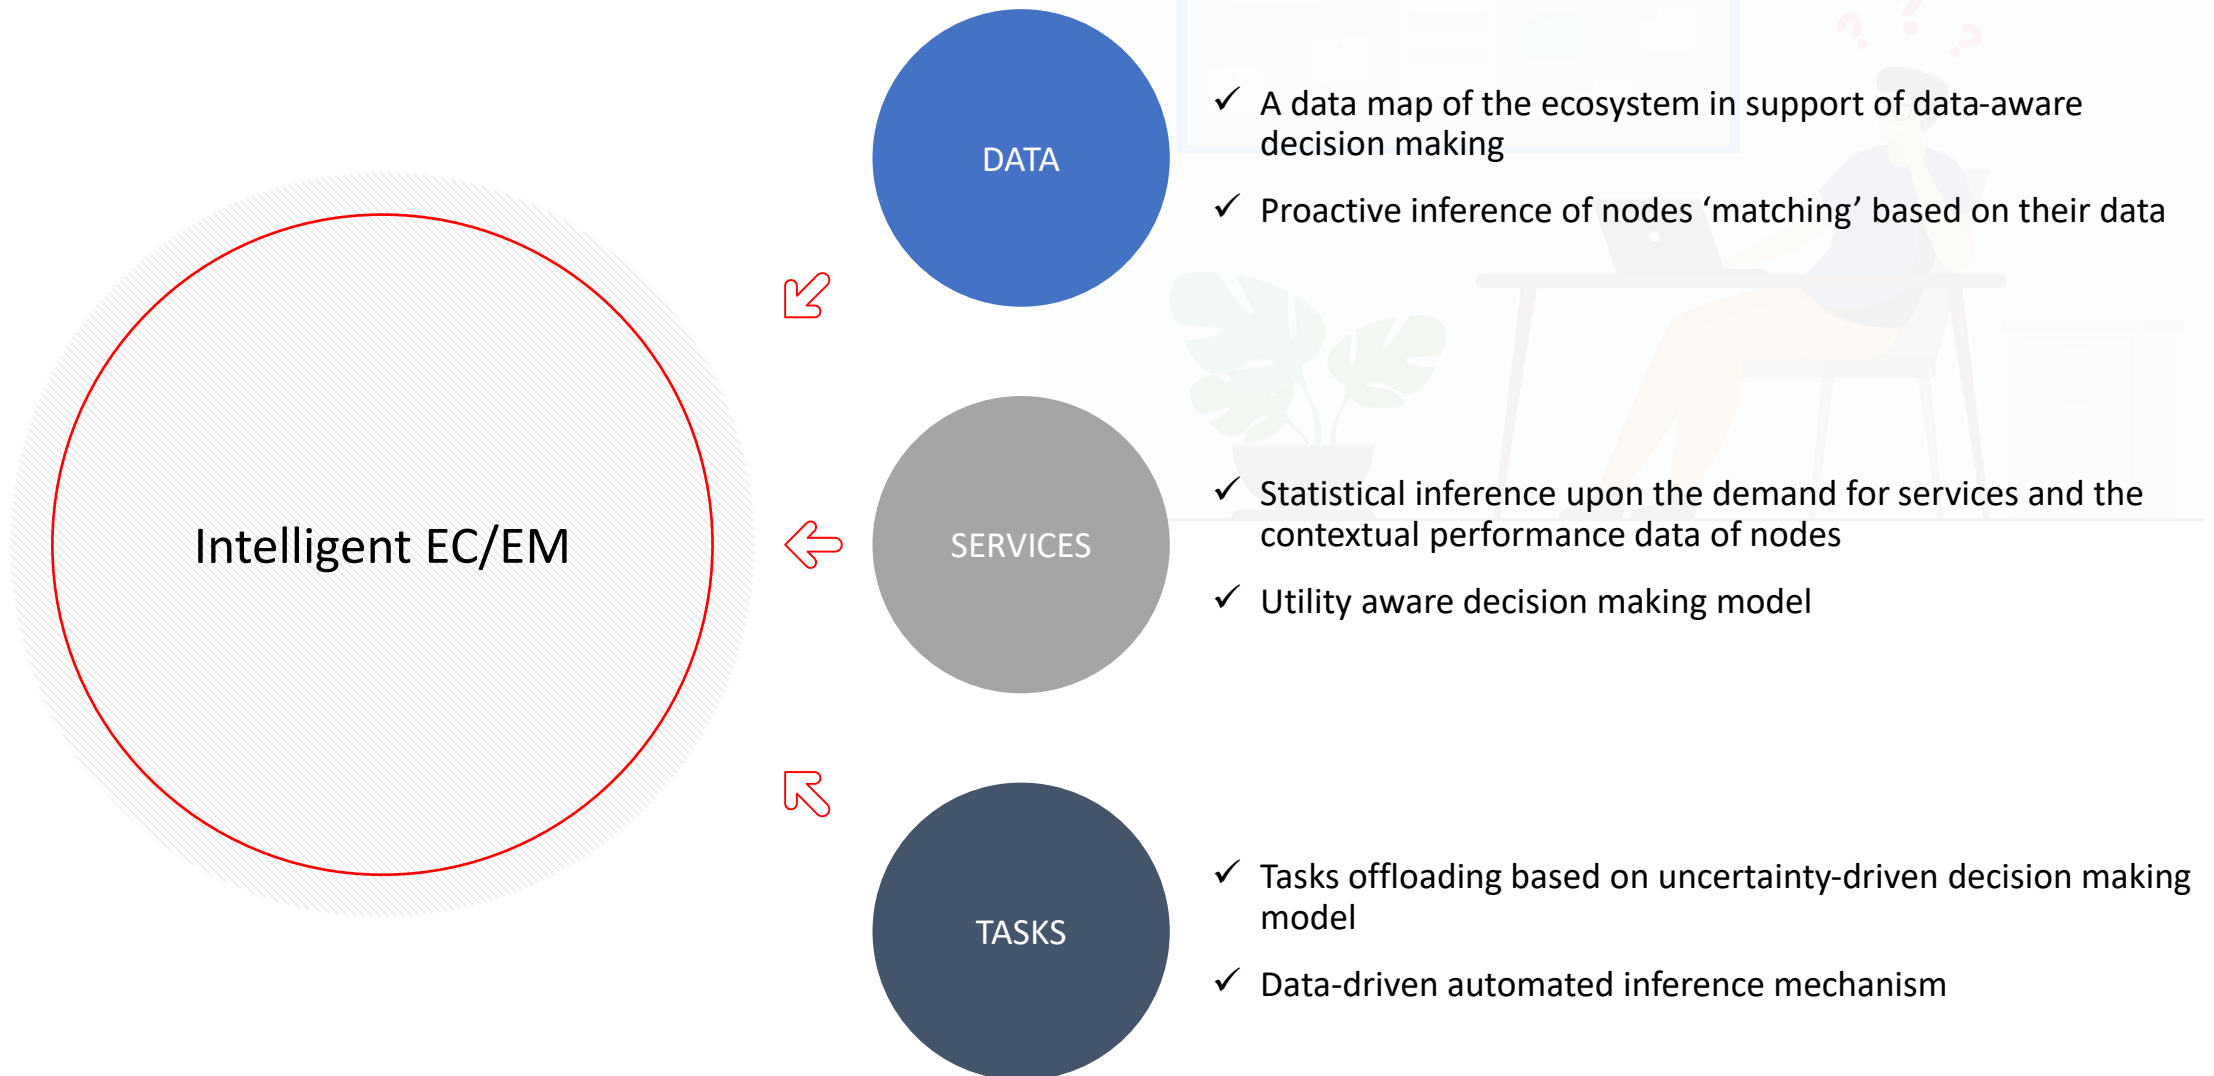 DATA
✓ A data map of the ecosystem in support of data-aware
decision making
✓ Proactive inference of nodes ‘matching’ based on their data
Intelligent EC/EM
SERVICES
✓ Statistical inference upon the demand for services and the
contextual performance data of nodes
✓ Utility aware decision making model
TASKS
✓ Tasks offloading based on uncertainty-driven decision making
model
✓ Data-driven automated inference mechanism